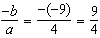 -b/a = -(-9)/4 = 9/4